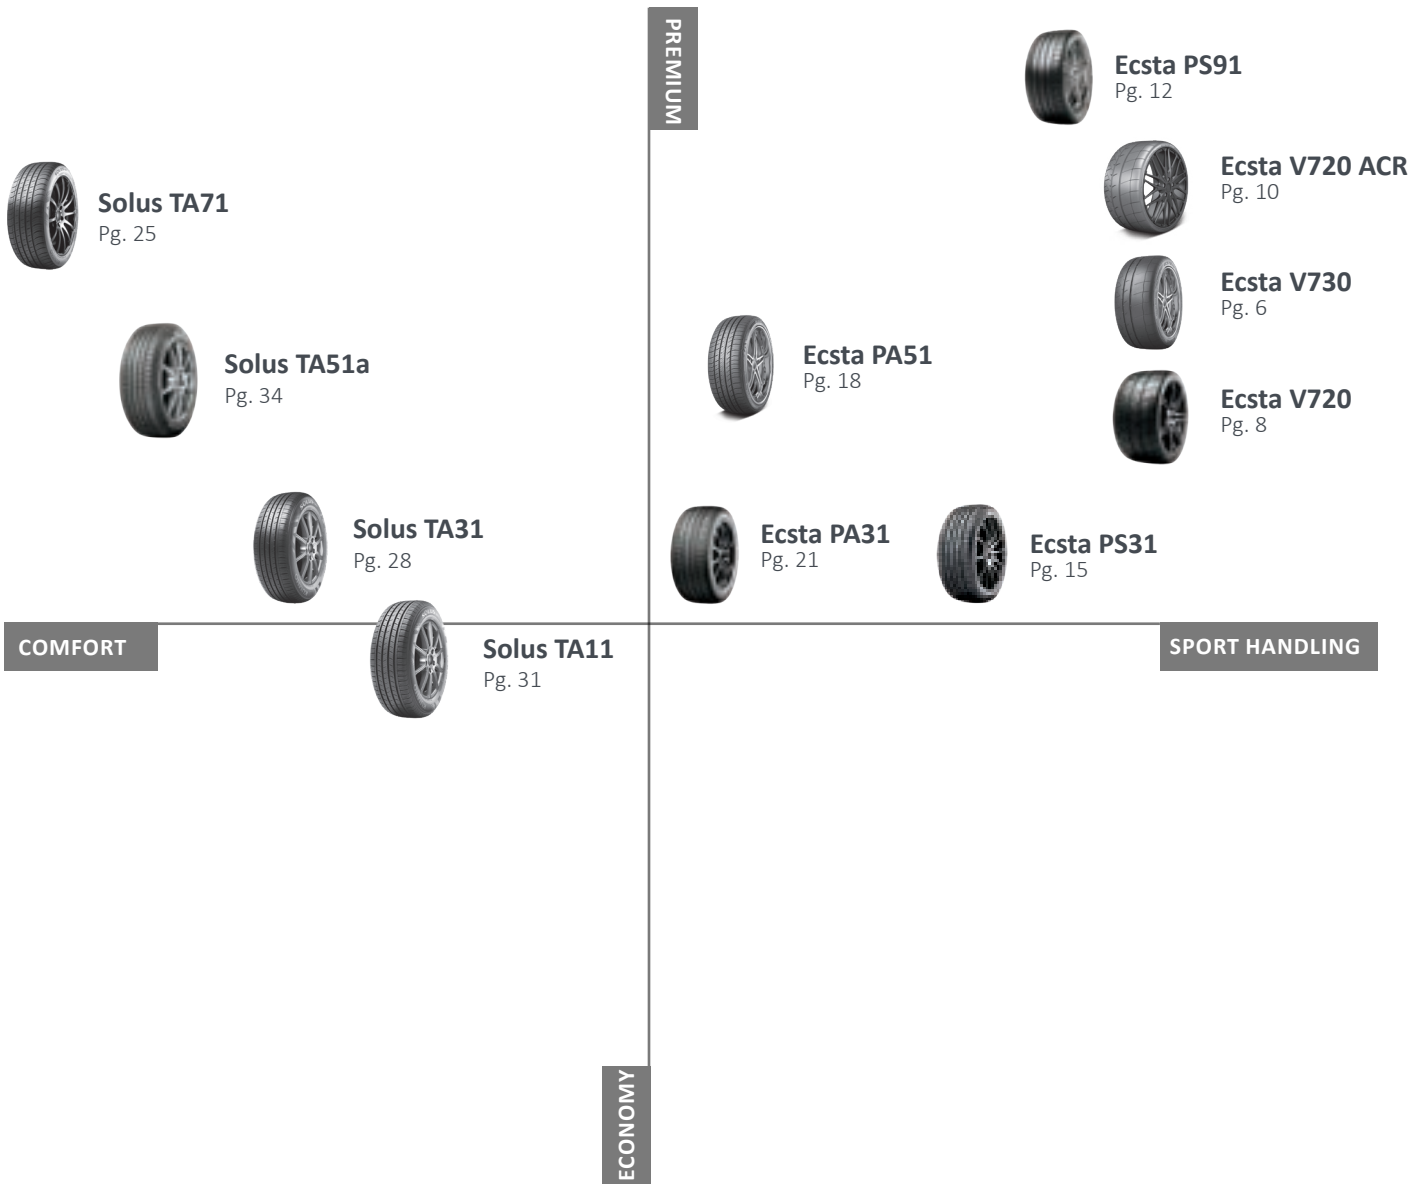 PREMIUM
Ecsta PS91
Pg. 12
Ecsta V720 ACR
Pg. 10
Solus TA71
Pg. 25
Ecsta V730
Pg. 6
Solus TA51a
Pg. 34
Ecsta PA51
Pg. 18
Ecsta V720
Pg. 8
Solus TA31
Pg. 28
Ecsta PA31
Pg. 21
Ecsta PS31
Pg. 15
COMFORT
Solus TA11
Pg. 31
SPORT HANDLING
ECONOMY